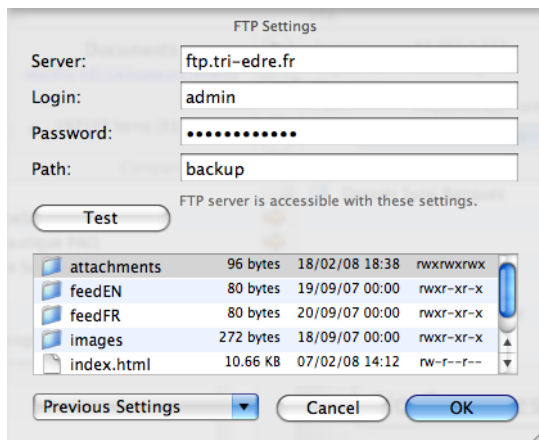 FTP Settings
Server: ftp.tri-edre.fr
Login: admin
Password: ••••••••••••
Path: backup
Test FTP server is accessible with these settings.
attachments 96 bytes 18/02/08 18:38 rwxrwxrwx
feedEN 80 bytes 19/09/07 00:00 rwxr-xr-x
feedFR 80 bytes 20/09/07 00:00 rwxr-xr-x
images 272 bytes 18/09/07 00:00 rwxr-xr-x
index.html 10.66 KB 07/02/08 14:12 rw-r--r--
Previous Settings Cancel OK